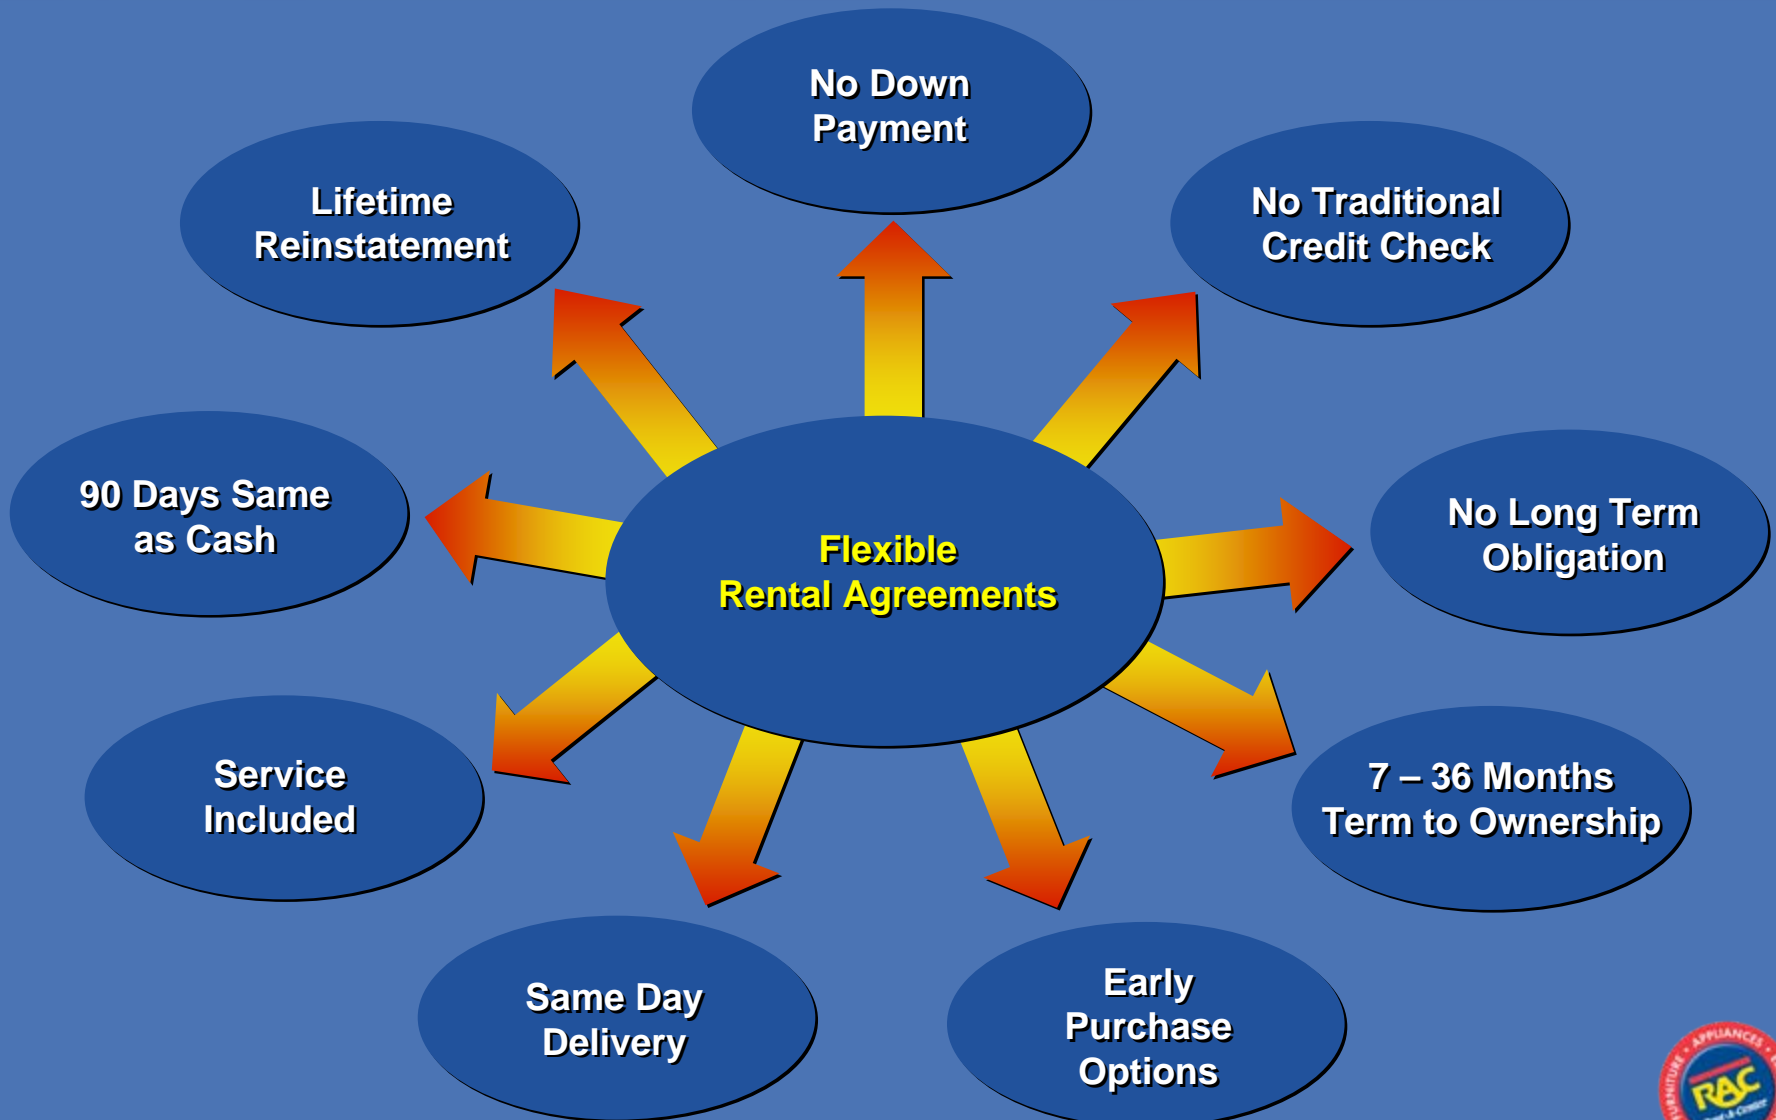 No Down
Payment
No Traditional
Credit Check
No Long Term
Obligation
7 – 36 Months
Term to Ownership
Early
Purchase
Options
Same Day
Delivery
Service
Included
90 Days Same
as Cash
Lifetime
Reinstatement
Flexible
Rental Agreements
APPLIANCES
RAC